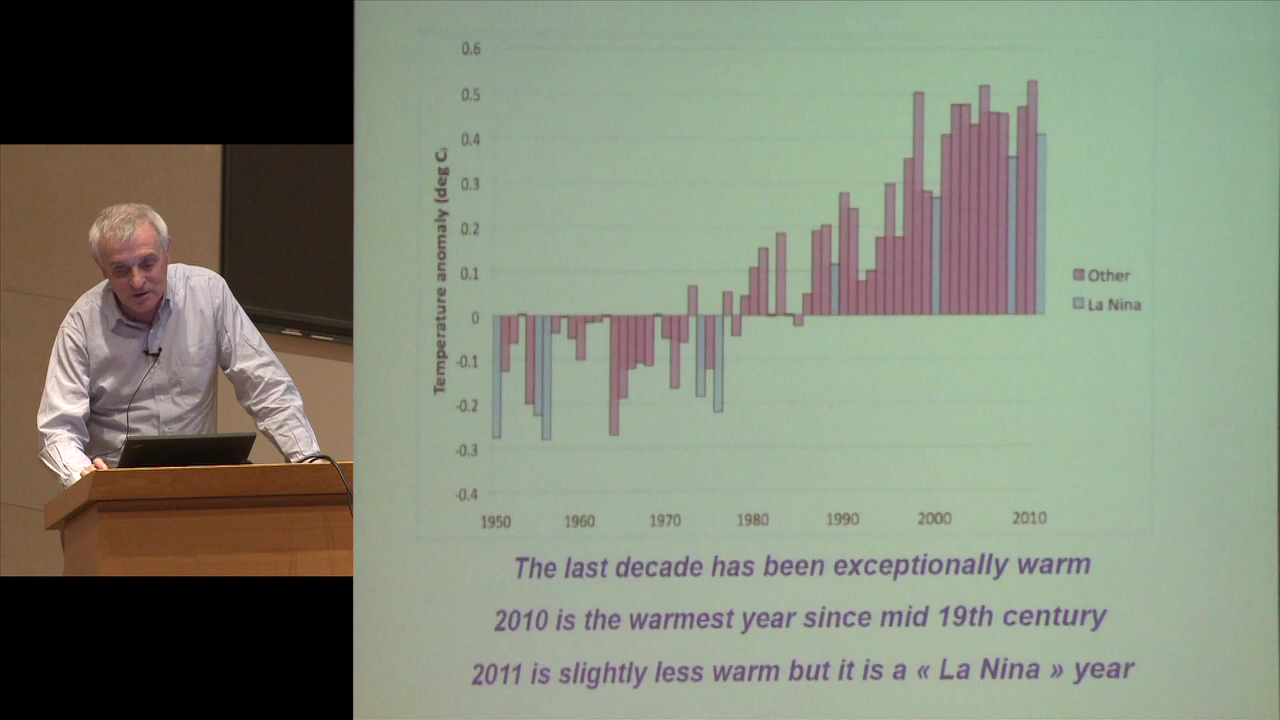 0.6
0.5
0.4
0.3
0.2
0.1
0
-0.1
-0.2
-0.3
-0.4
Temperature anomaly (deg C)
1950 1960 1970 1980 1990 2000 2010
Other
La Nina
The last decade has been exceptionally warm
2010 is the warmest year since mid 19th century
2011 is slightly less warm but it is a « La Nina » year